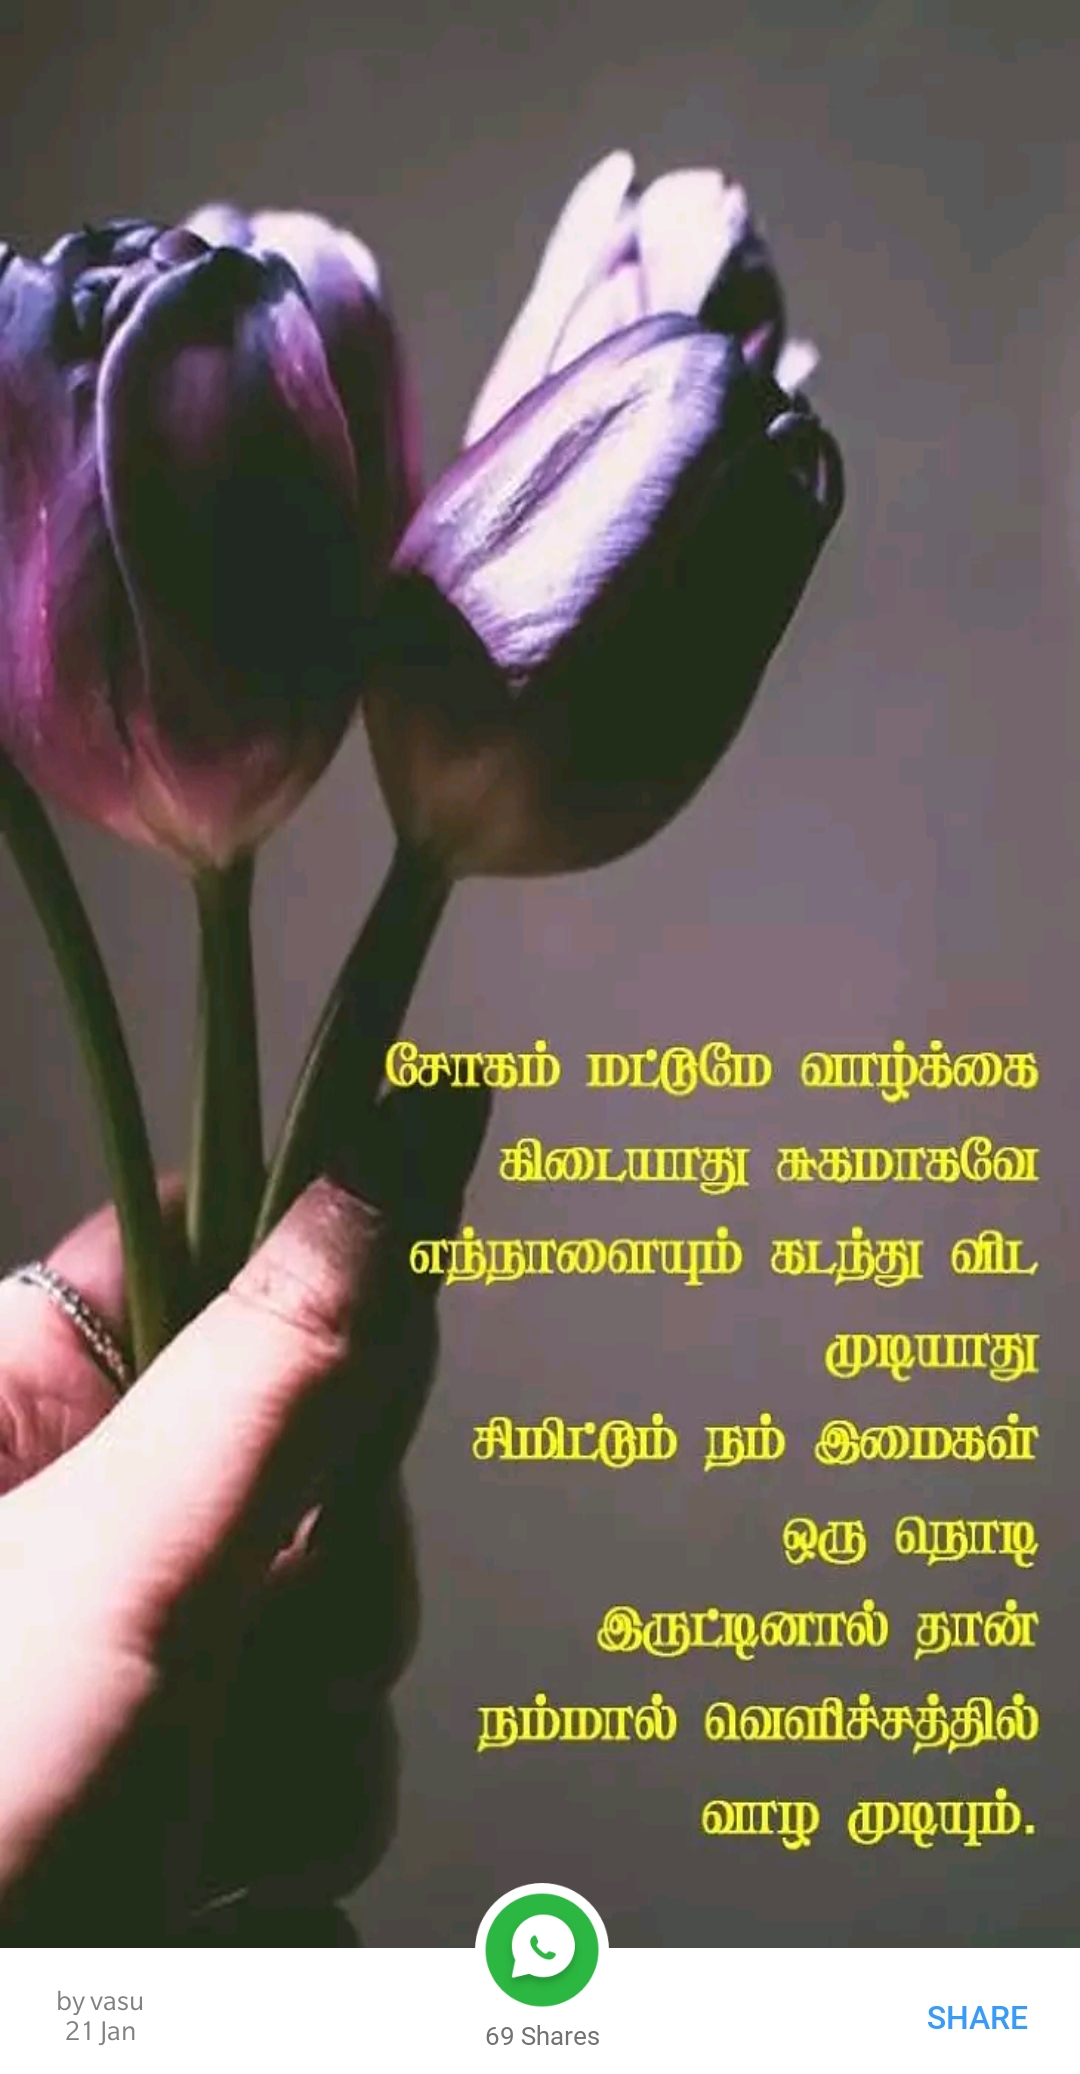 சோகம் மட்டுமே வாழ்க்கை
கிடையாது சுகமாகவே
எந்நாளையும் கடந்து விட
முடியாது
சிமிட்டும் நம் இமைகள்
ஒரு நொடி
இருட்டினால் தான்
நம்மால் வெளிச்சத்தில்
வாழ முடியும்.
by vasu
21 Jan
69 Shares
SHARE